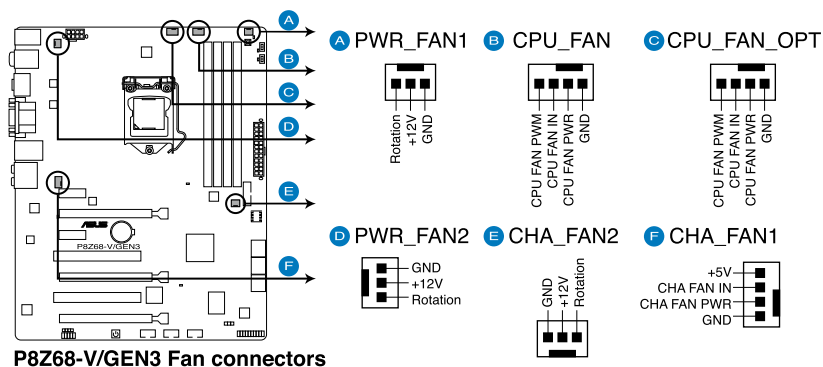 A
B
C
D
E
F
ASUS
P8Z68-V/GEN3
A PWR_FAN1
Rotation
+12V
GND
B CPU_FAN
CPU FAN PWM
CPU FAN IN
CPU FAN PWR
GND
C CPU_FAN_OPT
CPU FAN PWM
CPU FAN IN
CPU FAN PWR
GND
D PWR_FAN2
GND
+12V
Rotation
E CHA_FAN2
GND
+12V
Rotation
F CHA_FAN1
+5V
CHA FAN IN
CHA FAN PWR
GND
P8Z68-V/GEN3 Fan connectors